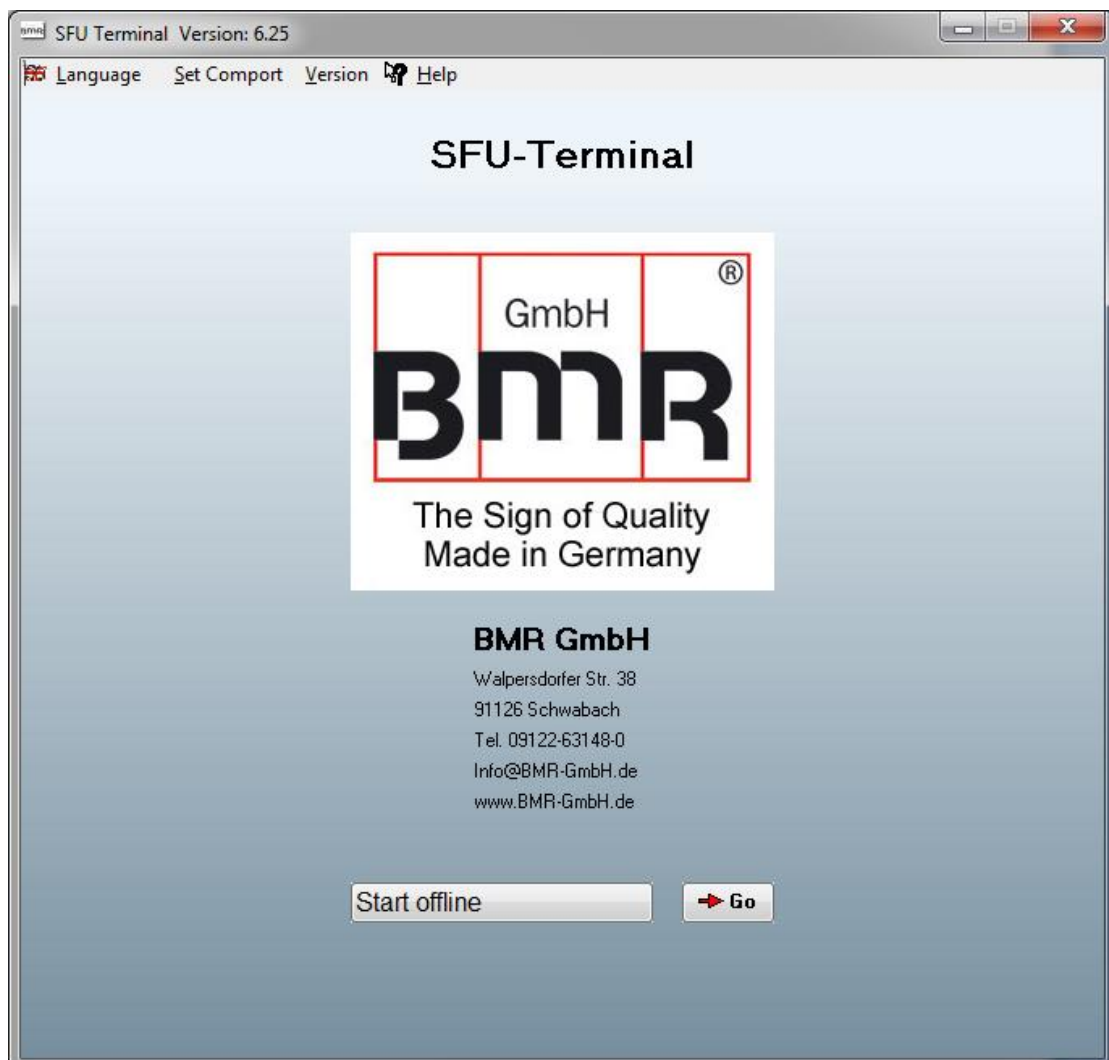 SFU Terminal Version: 6.25
Language Set Comport Version Help
SFU-Terminal
®
GmbH
BMR
The Sign of Quality
Made in Germany
BMR GmbH
Walpersdorfer Str. 38
91126 Schwabach
Tel. 09122-63148-0
Info@BMR-GmbH.de
www.BMR-GmbH.de
Start offline Go